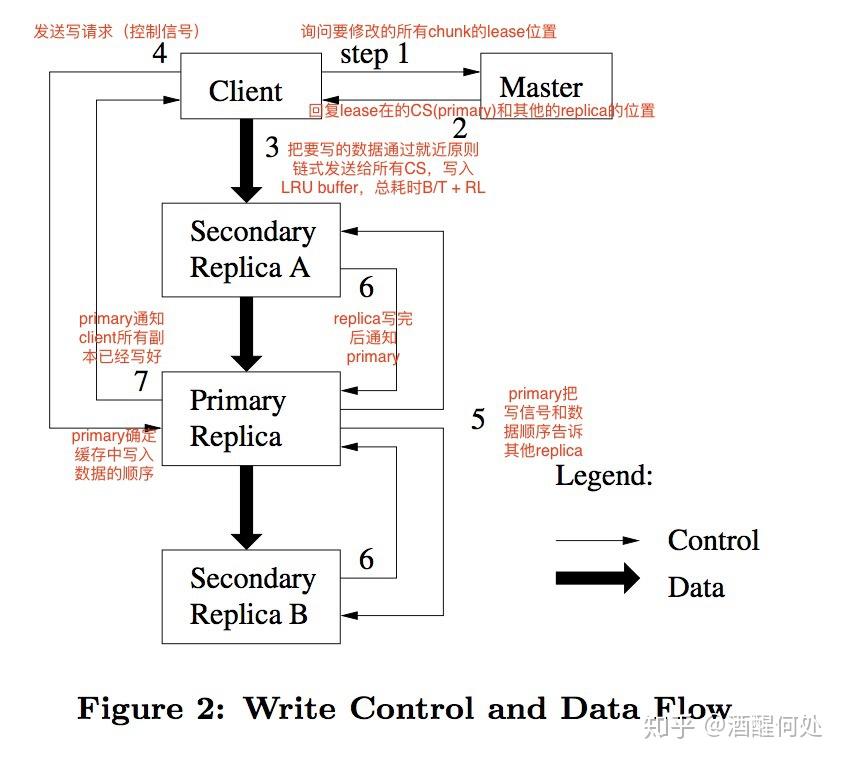 发送写请求（控制信号）
询问要修改的所有chunk的lease位置
4
step 1
Client
Master
回复lease在的CS(primary)和其他的replica的位置
2
3
把要写的数据通过就近原则
链式发送给所有CS，写入
LRU buffer，总耗时B/T + RL
Secondary
Replica A
6
primary通知
client所有副
本已经写好
replica写完
后通知
primary
7
Primary
Replica
5
primary把
写信号和数
据顺序告诉
其他replica
primary确定
缓存中写入
数据的顺序
Legend:
Control
Data
6
Secondary
Replica B
Figure 2: Write Control and Data Flow
知乎 @酒醒何处